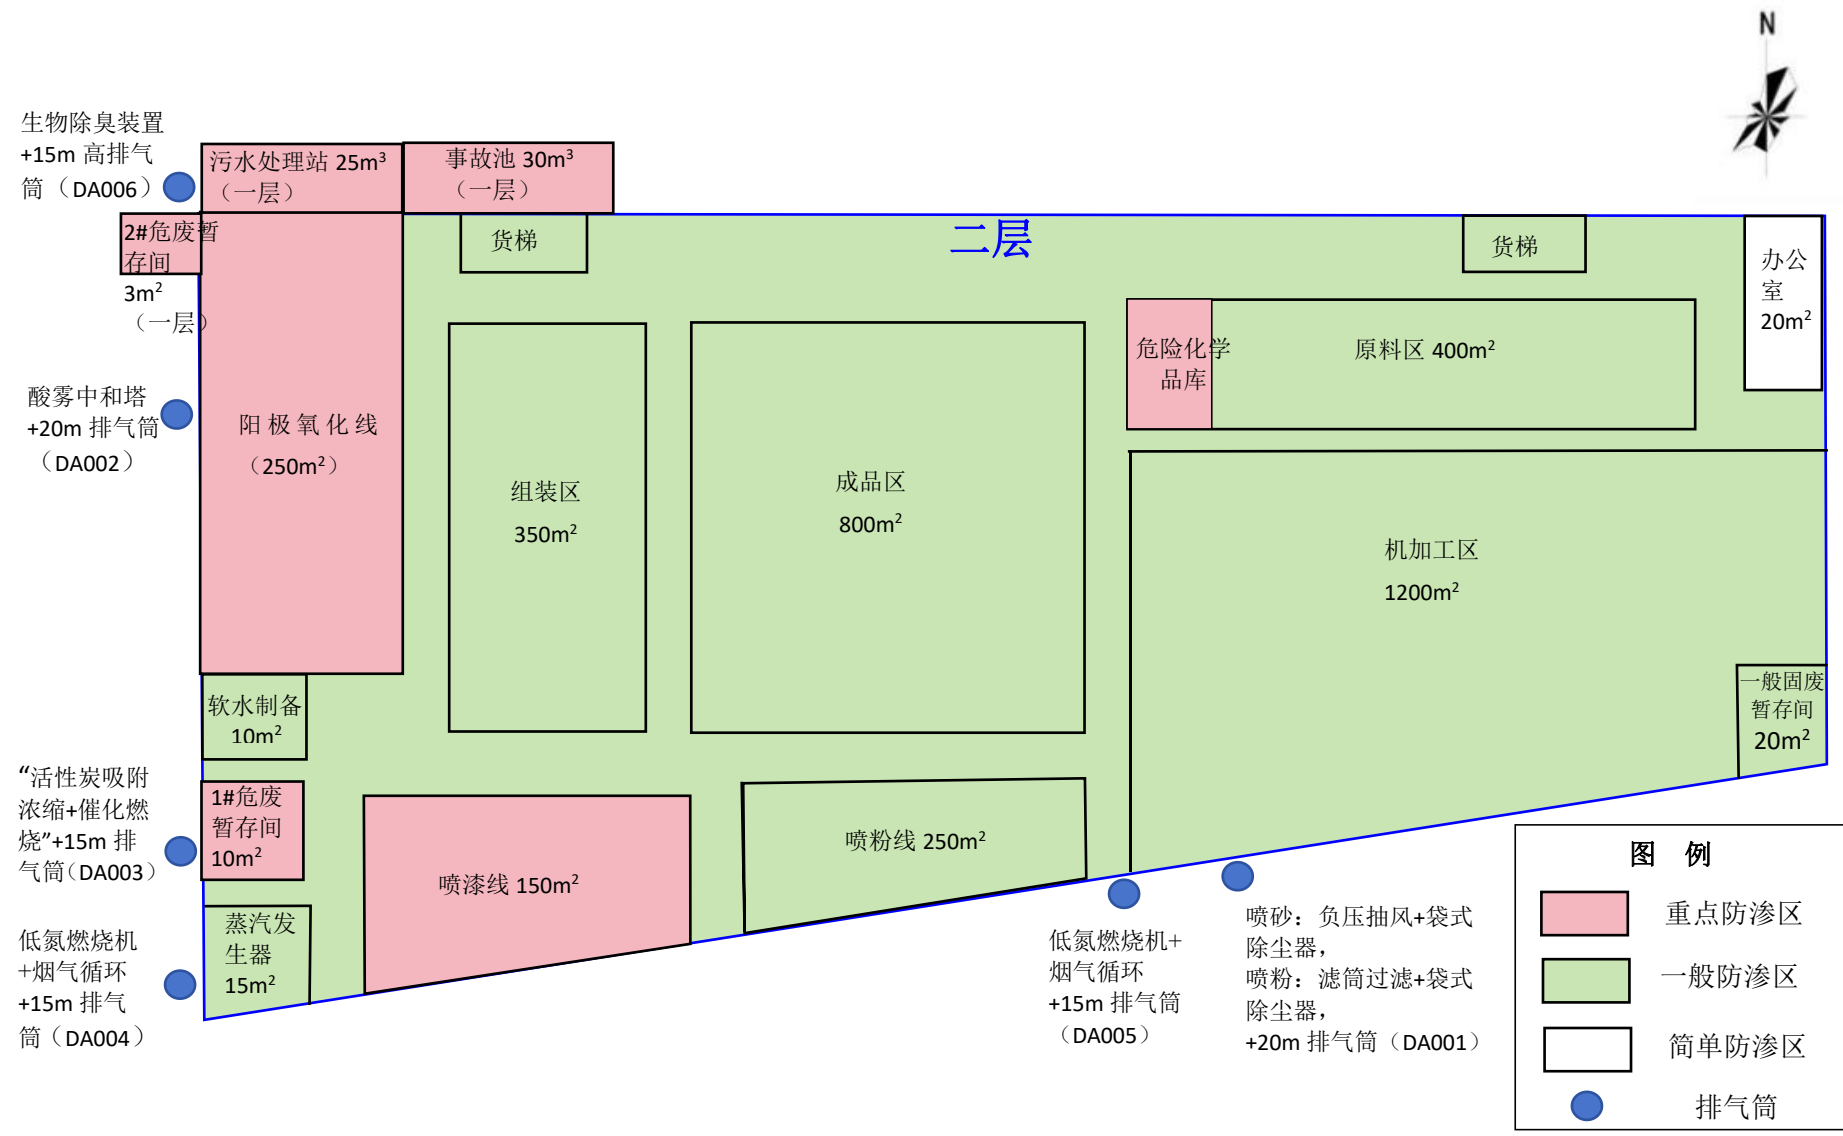 N
生物除臭装置
+15m 高排气
筒（DA006）
污水处理站 25m³
（一层）
事故池 30m³
（一层）
2#危废暂
存间
3m²
（一层）
货梯
二层
货梯
办公
室
20m²
危险化学
品库
原料区 400m²
酸雾中和塔
+20m 排气筒
（DA002）
阳极氧化线
（250m²）
组装区
350m²
成品区
800m²
机加工区
1200m²
软水制备
10m²
一般固废
暂存间
20m²
“活性炭吸附
浓缩+催化燃
烧”+15m 排
气筒（DA003）
1#危废
暂存间
10m²
喷漆线 150m²
喷粉线 250m²
低氮燃烧机
+烟气循环
+15m 排气
筒（DA004）
蒸汽发
生器
15m²
低氮燃烧机+
烟气循环
+15m 排气筒
（DA005）
喷砂：负压抽风+袋式
除尘器，
喷粉：滤筒过滤+袋式
除尘器，
+20m 排气筒（DA001）
图 例
重点防渗区
一般防渗区
简单防渗区
排气筒